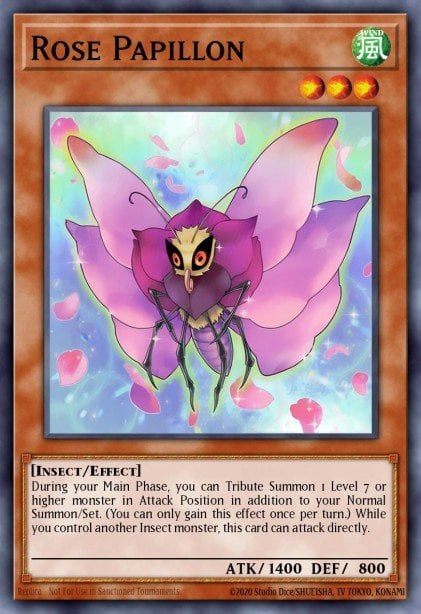 Rose Papillon
WIND
風
[Insect/Effect]
During your Main Phase, you can Tribute Summon 1 Level 7 or
higher monster in Attack Position in addition to your Normal
Summon/Set. (You can only gain this effect once per turn.) While
you control another Insect monster, this card can attack directly.
ATK/1400 DEF/ 800
Replica - Not For Use in Sanctioned Tournaments ©2020 Studio Dice/SHUEISHA, TV TOKYO, KONAMI